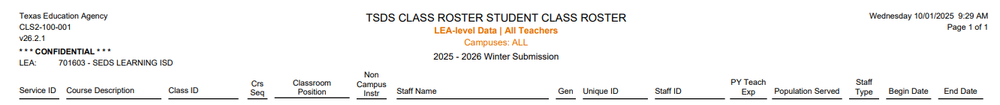 Texas Education Agency
CLS2-100-001
v26.2.1
* * * CONFIDENTIAL * * *
LEA: 701603 - SEDS LEARNING ISD
TSDS CLASS ROSTER STUDENT CLASS ROSTER
LEA-level Data | All Teachers
Campuses: ALL
2025 - 2026 Winter Submission
Wednesday 10/01/2025 9:29 AM
Page 1 of 1
Service ID
Course Description
Class ID
Crs
Seq
Classroom
Position
Non
Campus
Instr
Staff Name
Gen
Unique ID
Staff ID
PY Teach
Exp
Population Served
Staff
Type
Begin Date
End Date